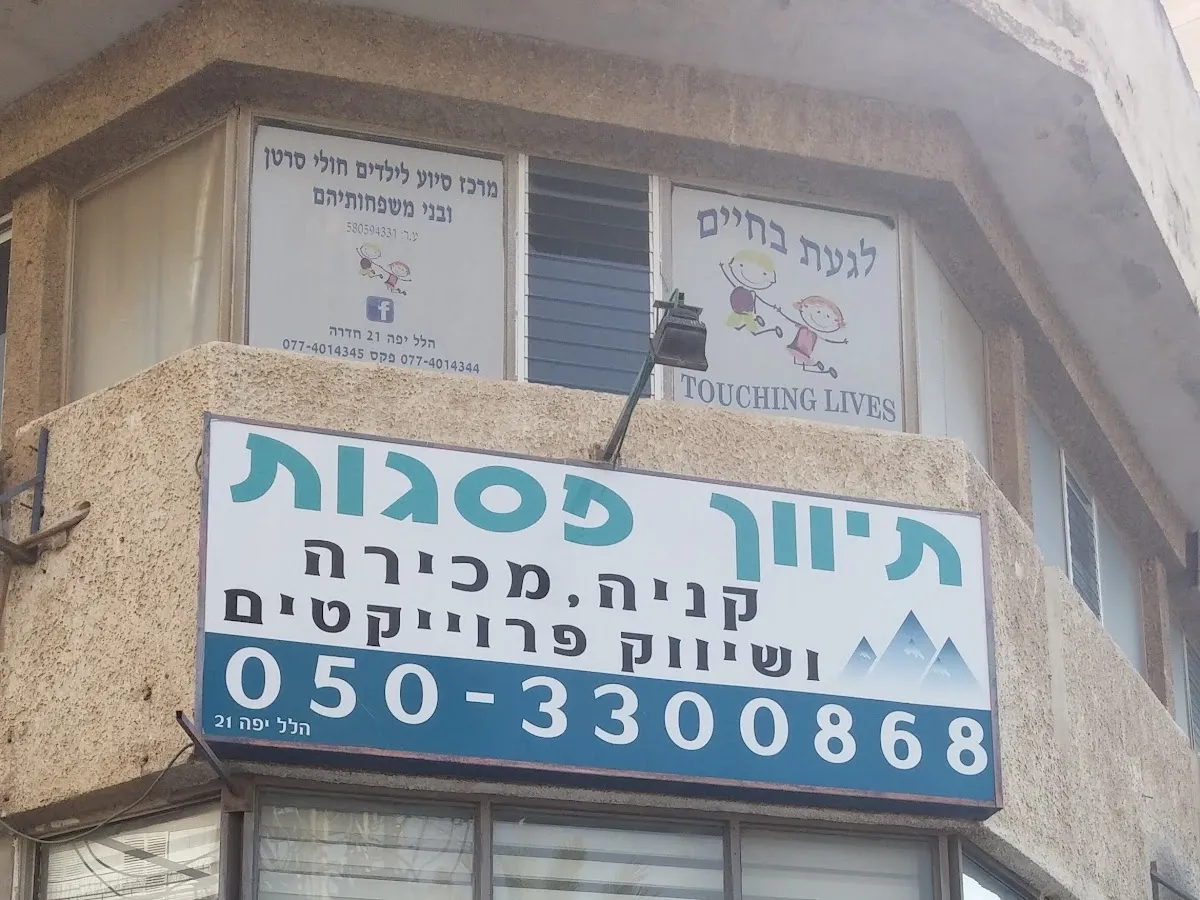 מרכז סיוע לילדים חולי סרטן
ובני משפחותיהם
ע.ר. 580594331
f
הלל יפה 21 חדרה
077-4014344 פקס 077-4014345
לגעת בחיים
TOUCHING LIVES
תיווך פסגות
קניה,מכירה
ושיווק פרוייקטים
050-3300868
הלל יפה 21